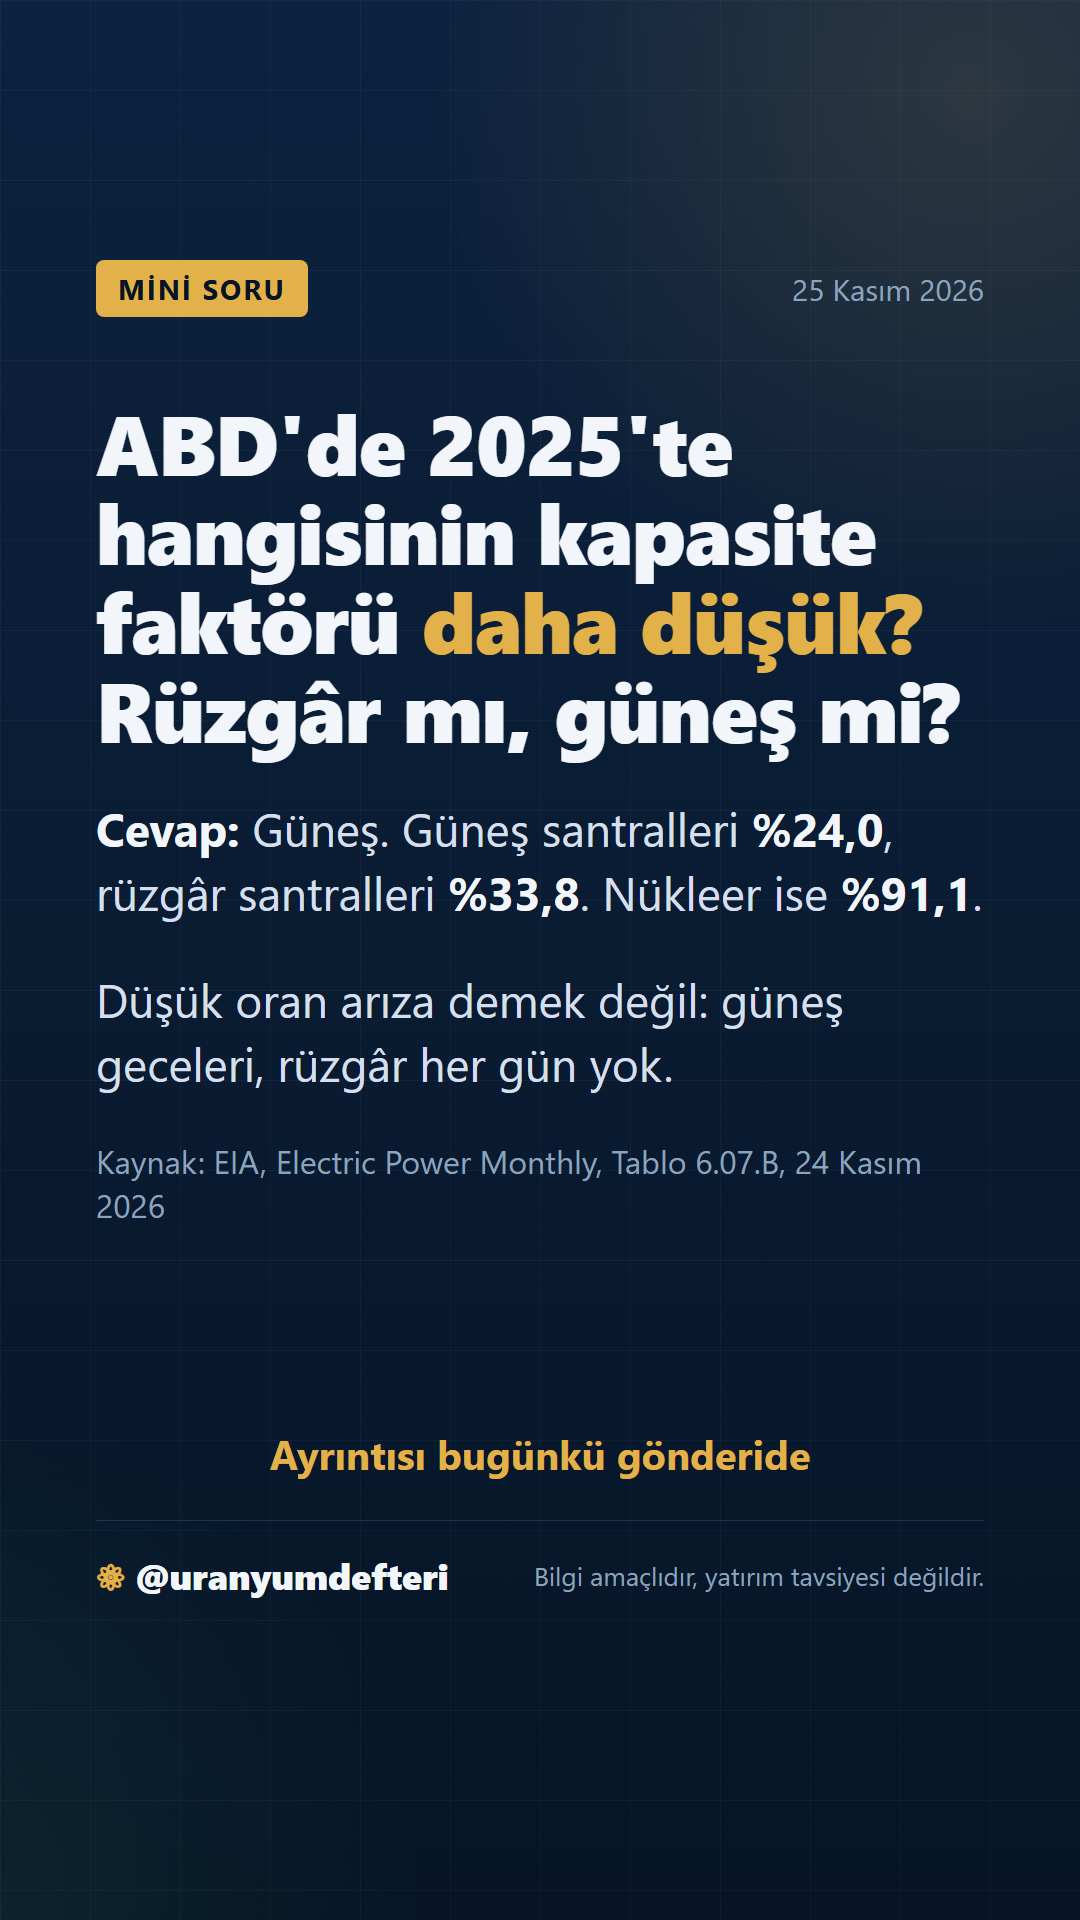 MİNİ SORU
25 Kasım 2026
ABD'de 2025'te
hangisinin kapasite
faktörü daha düşük?
Rüzgâr mı, güneş mi?
Cevap: Güneş. Güneş santralleri %24,0,
rüzgâr santralleri %33,8. Nükleer ise %91,1.
Düşük oran arıza demek değil: güneş
geceleri, rüzgâr her gün yok.
Kaynak: EIA, Electric Power Monthly, Tablo 6.07.B, 24 Kasım
2026
Ayrıntısı bugünkü gönderide
@uranyumdefteri
Bilgi amaçlıdır, yatırım tavsiyesi değildir.